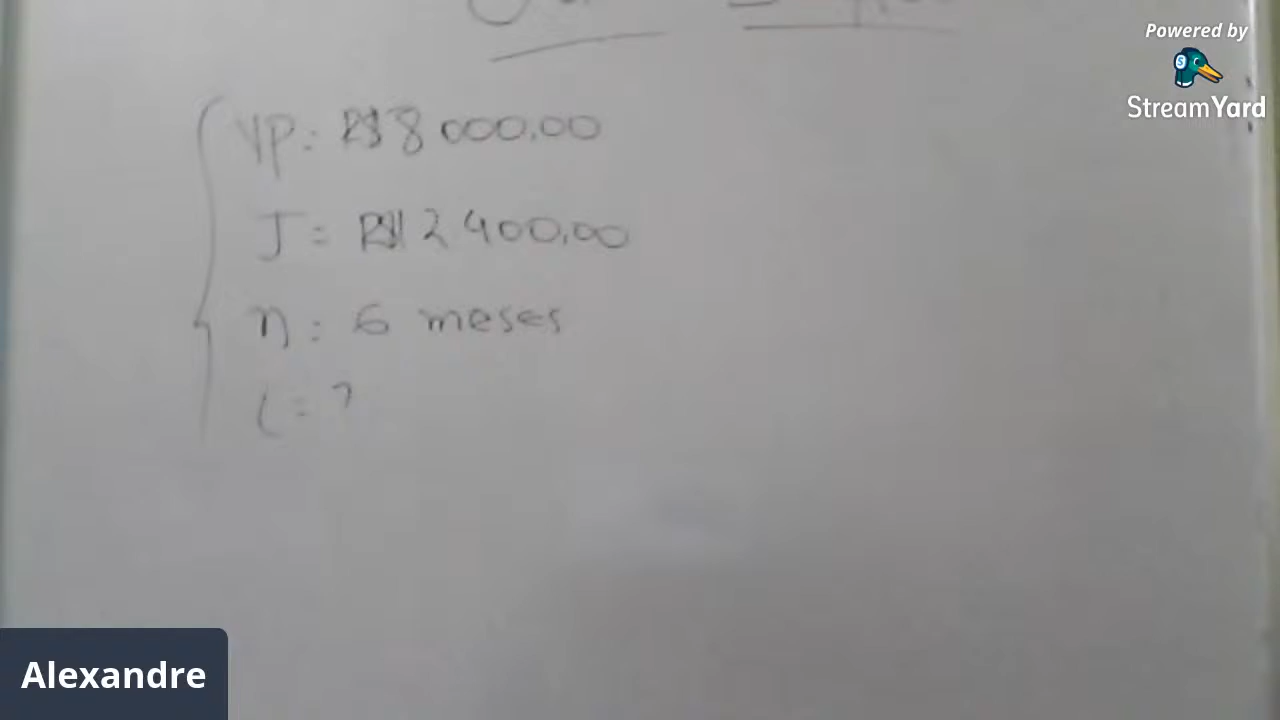 Powered by
StreamYard
VP: R$ 8 000,00
J = R$ 2 400,00
n: 6 meses
i = ?
Alexandre